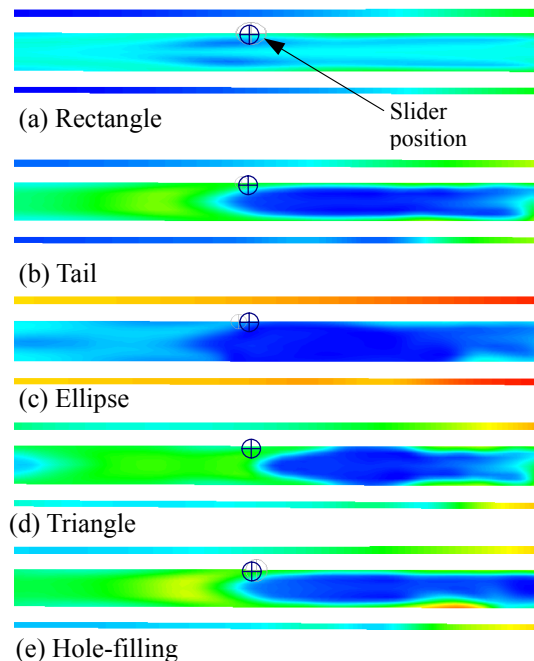 (a) Rectangle
Slider
position
(b) Tail
(c) Ellipse
(d) Triangle
(e) Hole-filling